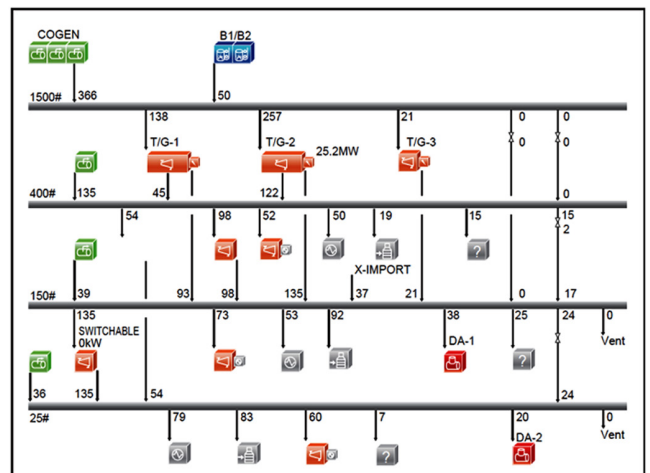 COGEN B1/B2
1500# 366 50
138 257 21 0 0
T/G-1 T/G-2 25.2MW T/G-3 0 0
400# 135 45 122 0
54 98 52 50 19 15 15
2
X-IMPORT
150# 39 93 98 135 37 21 0 17
135 73 53 92 38 25 24 0
SWITCHABLE DA-1 Vent
0kW
36 135 54 24
25# 79 83 60 7 20 0
DA-2 Vent